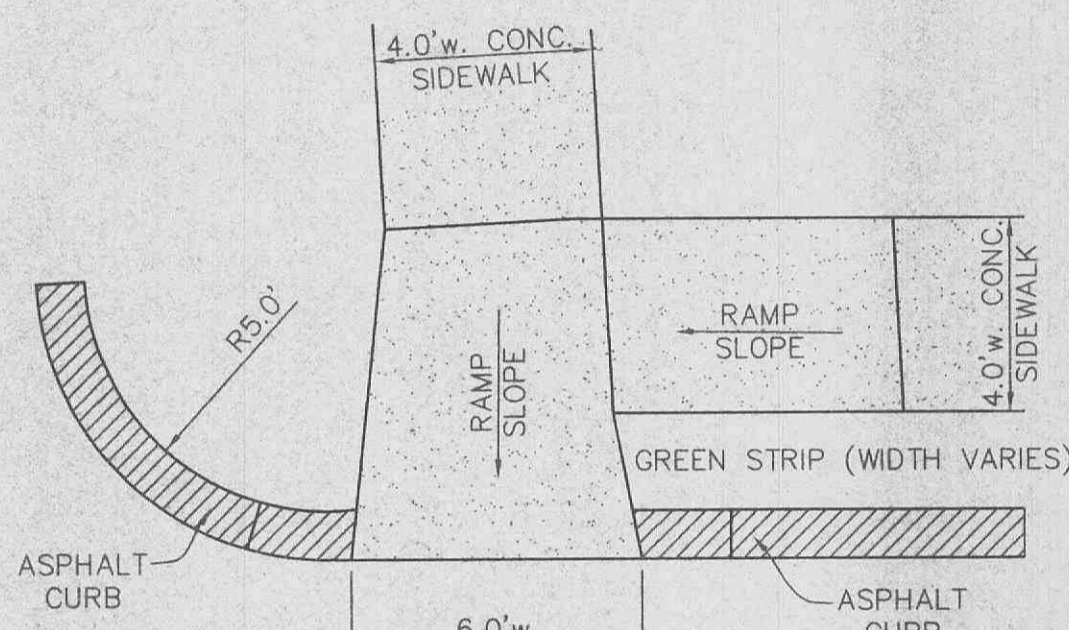 4.0'w. CONC.
SIDEWALK
R5.0'
RAMP
SLOPE
RAMP
SLOPE
4.0'w. CONC.
SIDEWALK
GREEN STRIP (WIDTH VARIES)
ASPHALT
CURB
6.0'w.
ASPHALT
CURB